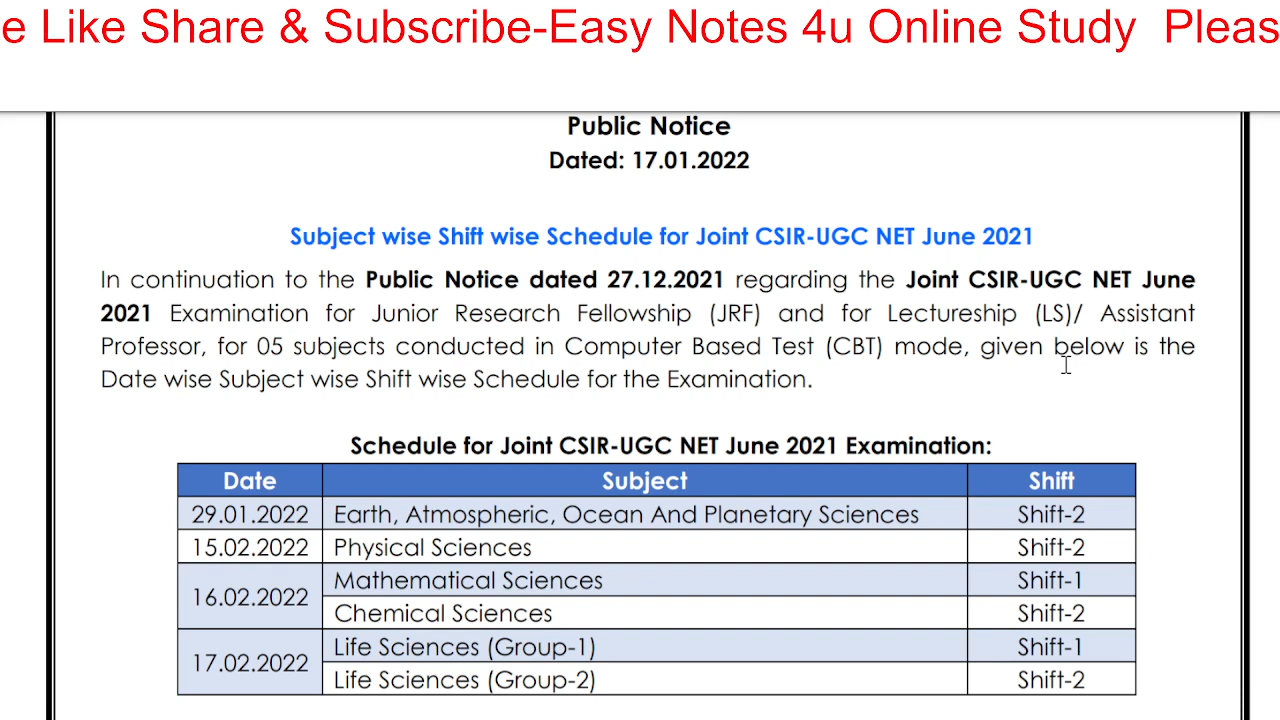 e Like Share & Subscribe-Easy Notes 4u Online Study Pleas
Public Notice
Dated: 17.01.2022
Subject wise Shift wise Schedule for Joint CSIR-UGC NET June 2021
In continuation to the Public Notice dated 27.12.2021 regarding the Joint CSIR-UGC NET June
2021 Examination for Junior Research Fellowship (JRF) and for Lectureship (LS)/ Assistant
Professor, for 05 subjects conducted in Computer Based Test (CBT) mode, given below is the
Date wise Subject wise Shift wise Schedule for the Examination.
Schedule for Joint CSIR-UGC NET June 2021 Examination:
Date Subject Shift
29.01.2022 Earth, Atmospheric, Ocean And Planetary Sciences Shift-2
15.02.2022 Physical Sciences Shift-2
16.02.2022 Mathematical Sciences Shift-1
Chemical Sciences Shift-2
17.02.2022 Life Sciences (Group-1) Shift-1
Life Sciences (Group-2) Shift-2